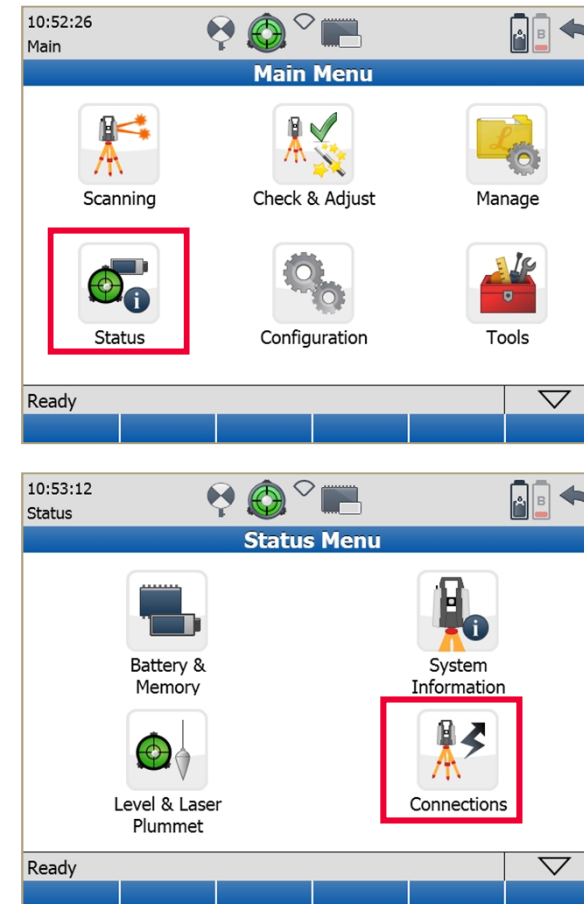 10:52:26
Main
Main Menu
Scanning
Check & Adjust
Manage
Status
Configuration
Tools
Ready
10:53:12
Status
B
Status Menu
Battery &
Memory
System
Information
Level & Laser
Plummet
Connections
Ready